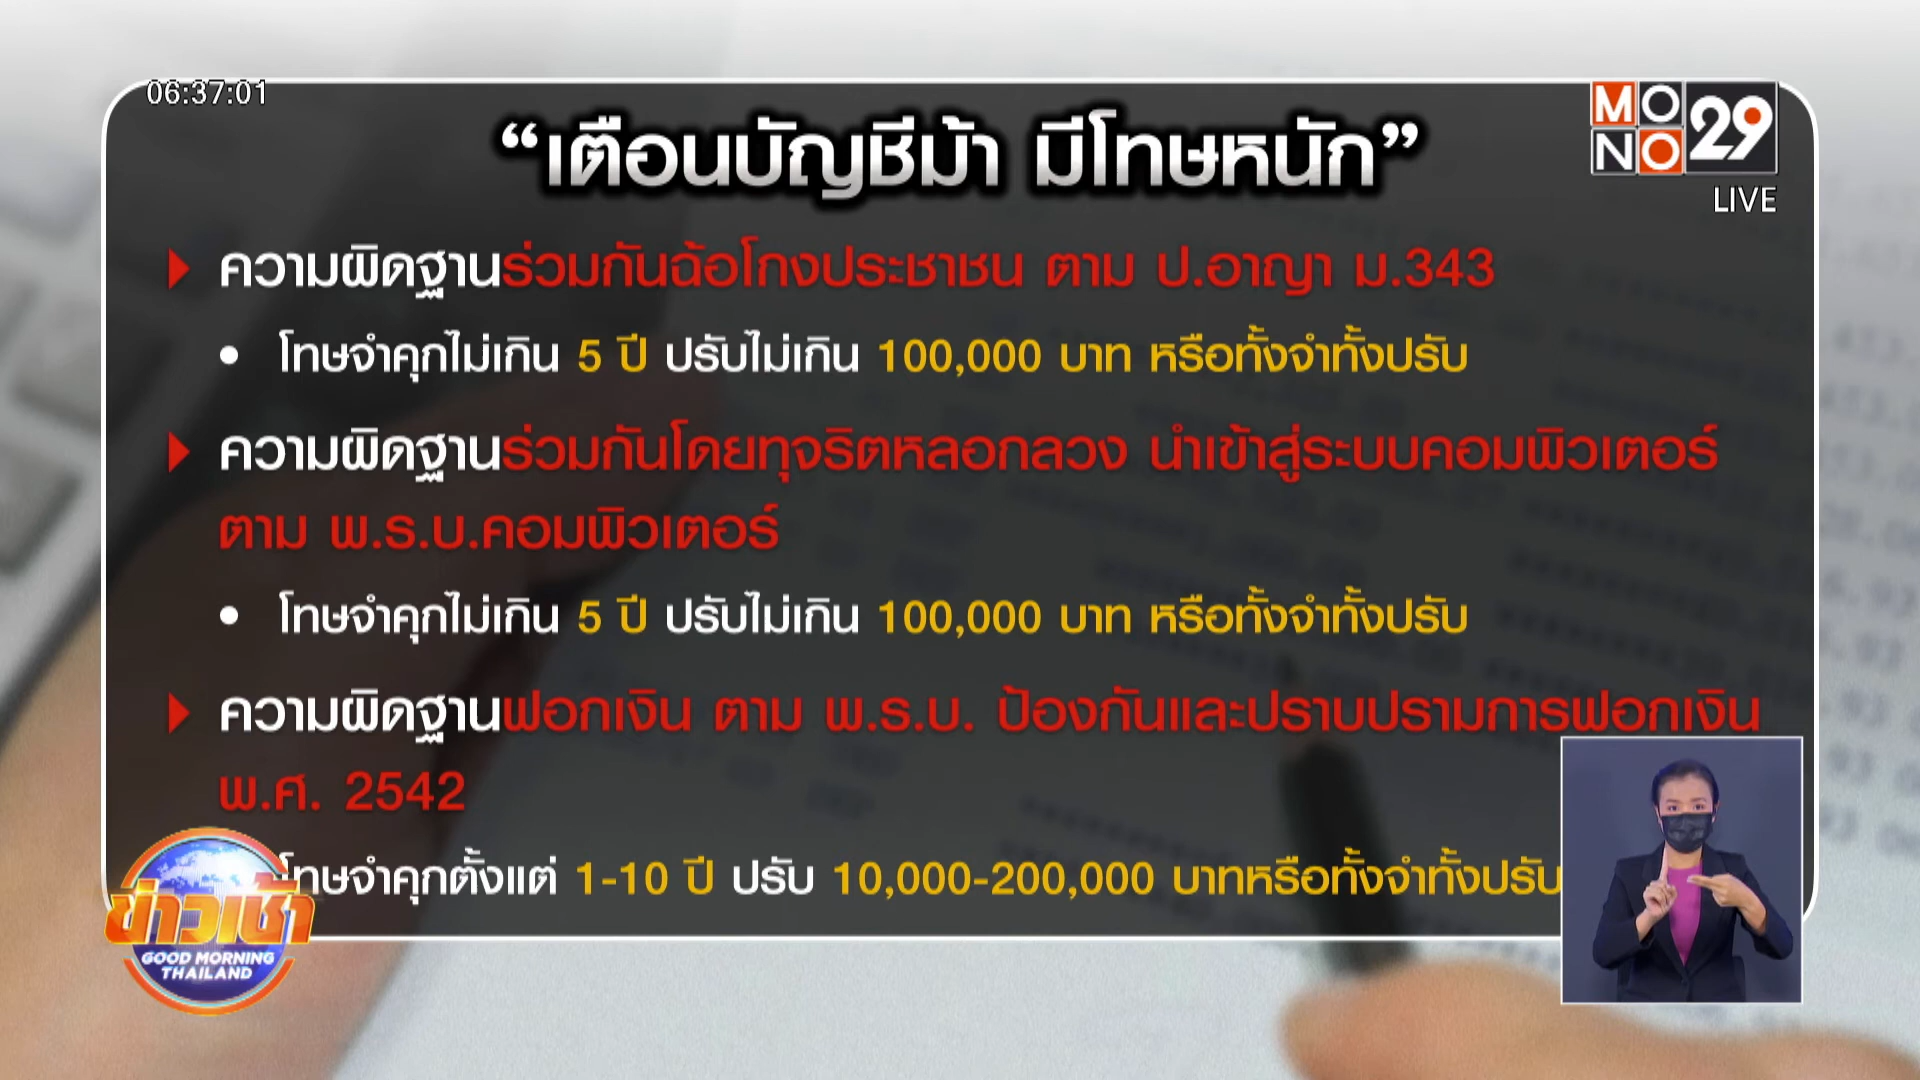 06:37:01
MONO 29
LIVE
“เตือนบัญชีม้า มีโทษหนัก”
ความผิดฐานร่วมกันฉ้อโกงประชาชน ตาม ป.อาญา ม.343
• โทษจำคุกไม่เกิน 5 ปี ปรับไม่เกิน 100,000 บาท หรือทั้งจำทั้งปรับ
ความผิดฐานร่วมกันโดยทุจริตหลอกลวง นำเข้าสู่ระบบคอมพิวเตอร์
ตาม พ.ร.บ.คอมพิวเตอร์
• โทษจำคุกไม่เกิน 5 ปี ปรับไม่เกิน 100,000 บาท หรือทั้งจำทั้งปรับ
ความผิดฐานฟอกเงิน ตาม พ.ร.บ. ป้องกันและปราบปรามการฟอกเงิน
พ.ศ. 2542
โทษจำคุกตั้งแต่ 1-10 ปี ปรับ 10,000-200,000 บาทหรือทั้งจำทั้งปรับ
ข่าวเช้า
GOOD MORNING
THAILAND